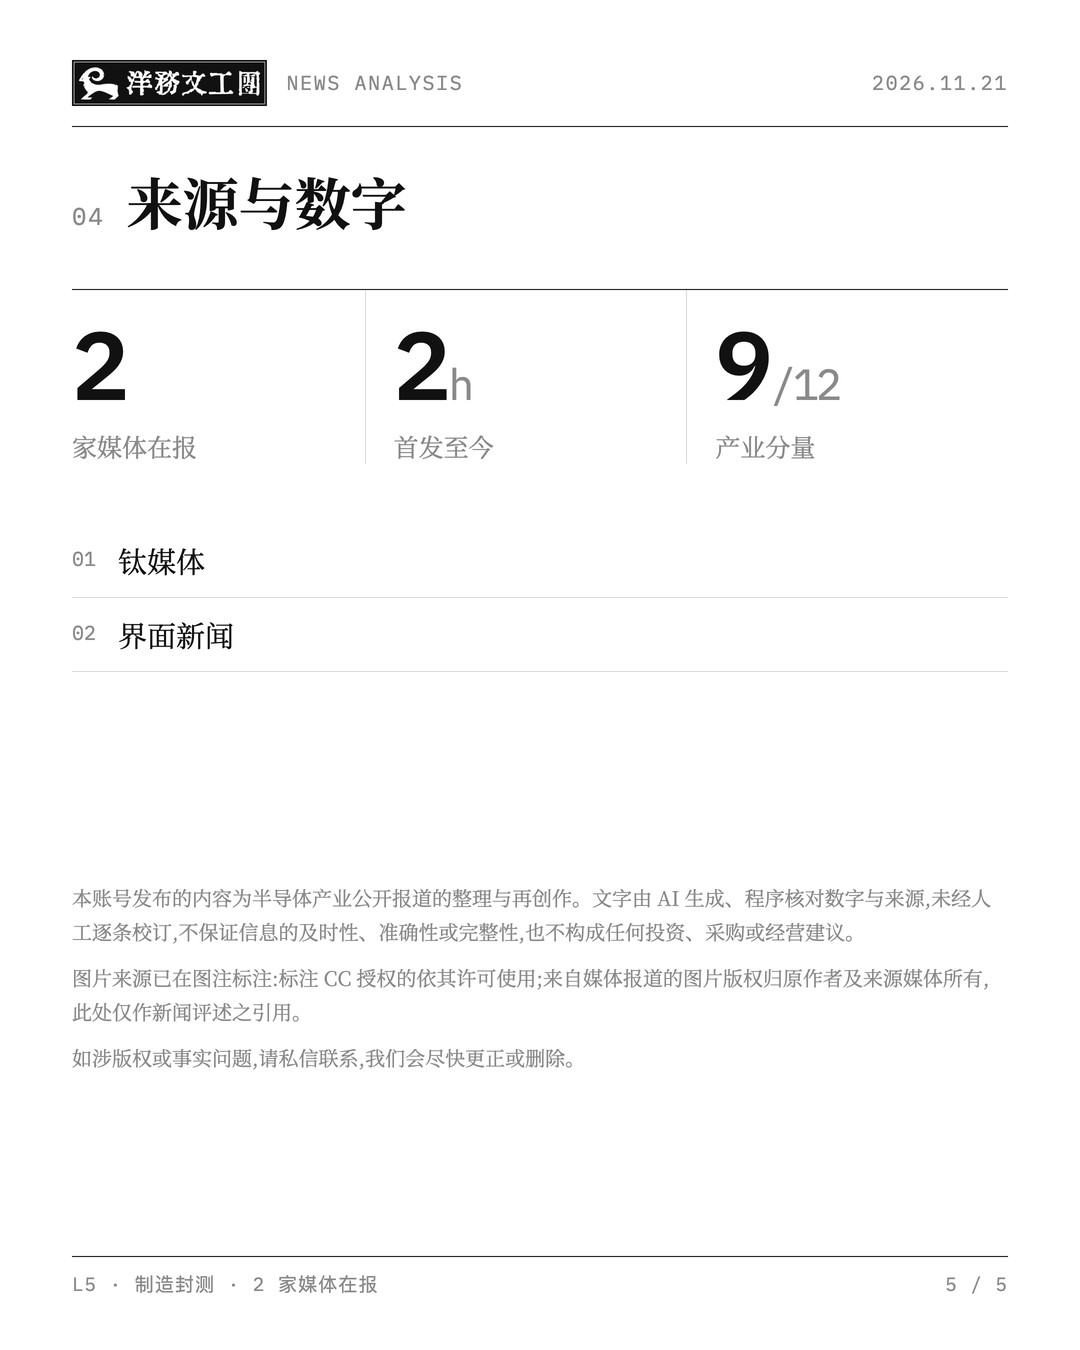 洋務文工團 NEWS ANALYSIS 2026.11.21
04 来源与数字
2 2h 9/12
家媒体在报 首发至今 产业分量
01 钛媒体
02 界面新闻
本账号发布的内容为半导体产业公开报道的整理与再创作。文字由 AI 生成、程序核对数字与来源,未经人
工逐条校订,不保证信息的及时性、准确性或完整性,也不构成任何投资、采购或经营建议。
图片来源已在图注标注:标注 CC 授权的依其许可使用;来自媒体报道的图片版权归原作者及来源媒体所有,
此处仅作新闻评述之引用。
如涉版权或事实问题,请私信联系,我们会尽快更正或删除。
L5 · 制造封测 · 2 家媒体在报 5 / 5